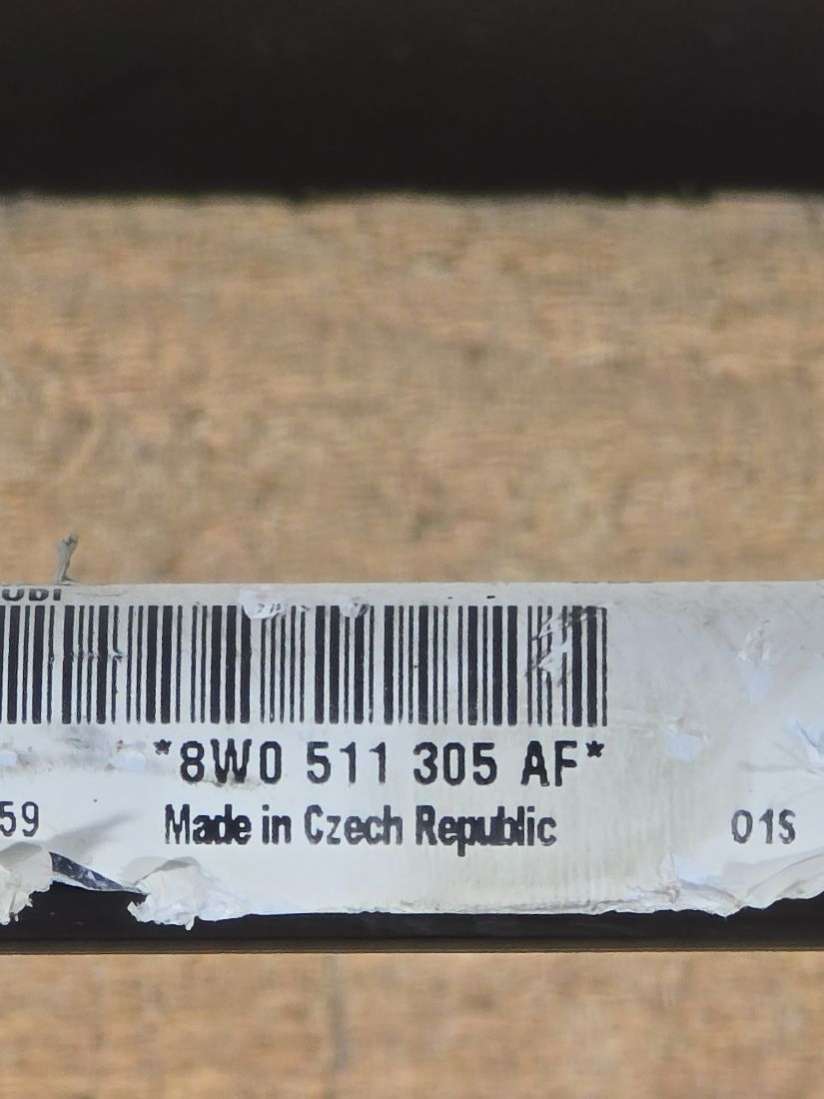 *8W0 511 305 AF*
59
Made in Czech Republic
01S